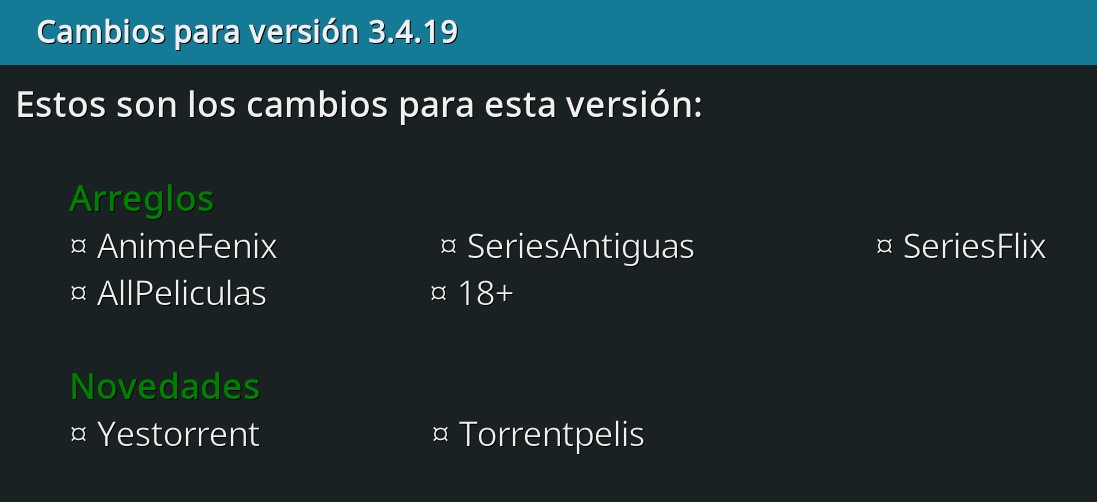 Cambios para versión 3.4.19
Estos son los cambios para esta versión:
Arreglos
¤ AnimeFenix ¤ SeriesAntiguas ¤ SeriesFlix
¤ AllPeliculas ¤ 18+
Novedades
¤ Yestorrent ¤ Torrentpelis